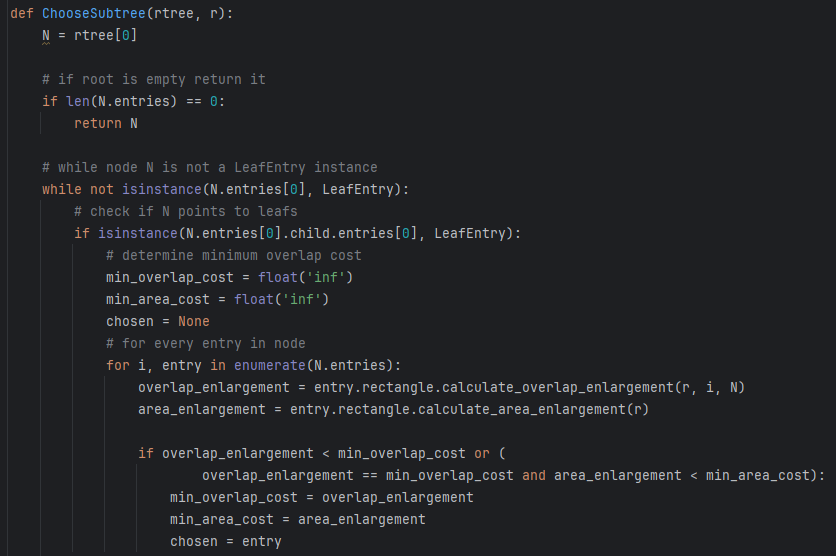 def ChooseSubtree(rtree, r):
    N = rtree[0]

    # if root is empty return it
    if len(N.entries) == 0:
        return N

    # while node N is not a LeafEntry instance
    while not isinstance(N.entries[0], LeafEntry):
        # check if N points to leafs
        if isinstance(N.entries[0].child.entries[0], LeafEntry):
            # determine minimum overlap cost
            min_overlap_cost = float('inf')
            min_area_cost = float('inf')
            chosen = None
            # for every entry in node
            for i, entry in enumerate(N.entries):
                overlap_enlargement = entry.rectangle.calculate_overlap_enlargement(r, i, N)
                area_enlargement = entry.rectangle.calculate_area_enlargement(r)

                if overlap_enlargement < min_overlap_cost or (
                        overlap_enlargement == min_overlap_cost and area_enlargement < min_area_cost):
                    min_overlap_cost = overlap_enlargement
                    min_area_cost = area_enlargement
                    chosen = entry